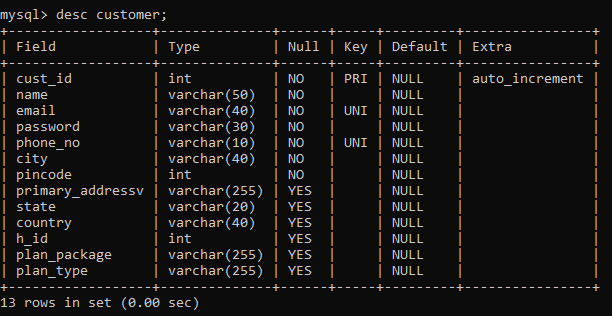 mysql> desc customer;
+------------------+--------------+------+-----+---------+----------------+
| Field            | Type         | Null | Key | Default | Extra          |
+------------------+--------------+------+-----+---------+----------------+
| cust_id          | int          | NO   | PRI | NULL    | auto_increment |
| name             | varchar(50)  | NO   |     | NULL    |                |
| email            | varchar(40)  | NO   | UNI | NULL    |                |
| password         | varchar(30)  | NO   |     | NULL    |                |
| phone_no         | varchar(10)  | NO   | UNI | NULL    |                |
| city             | varchar(40)  | NO   |     | NULL    |                |
| pincode          | int          | NO   |     | NULL    |                |
| primary_addressv | varchar(255) | YES  |     | NULL    |                |
| state            | varchar(20)  | YES  |     | NULL    |                |
| country          | varchar(40)  | YES  |     | NULL    |                |
| h_id             | int          | YES  |     | NULL    |                |
| plan_package     | varchar(255) | YES  |     | NULL    |                |
| plan_type        | varchar(255) | YES  |     | NULL    |                |
+------------------+--------------+------+-----+---------+----------------+
13 rows in set (0.00 sec)